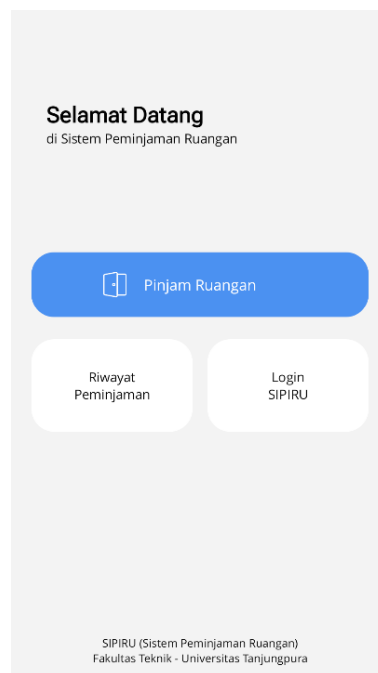 Selamat Datang
di Sistem Peminjaman Ruangan
Pinjam Ruangan
Riwayat
Peminjaman
Login
SIPIRU
SIPIRU (Sistem Peminjaman Ruangan)
Fakultas Teknik - Universitas Tanjungpura